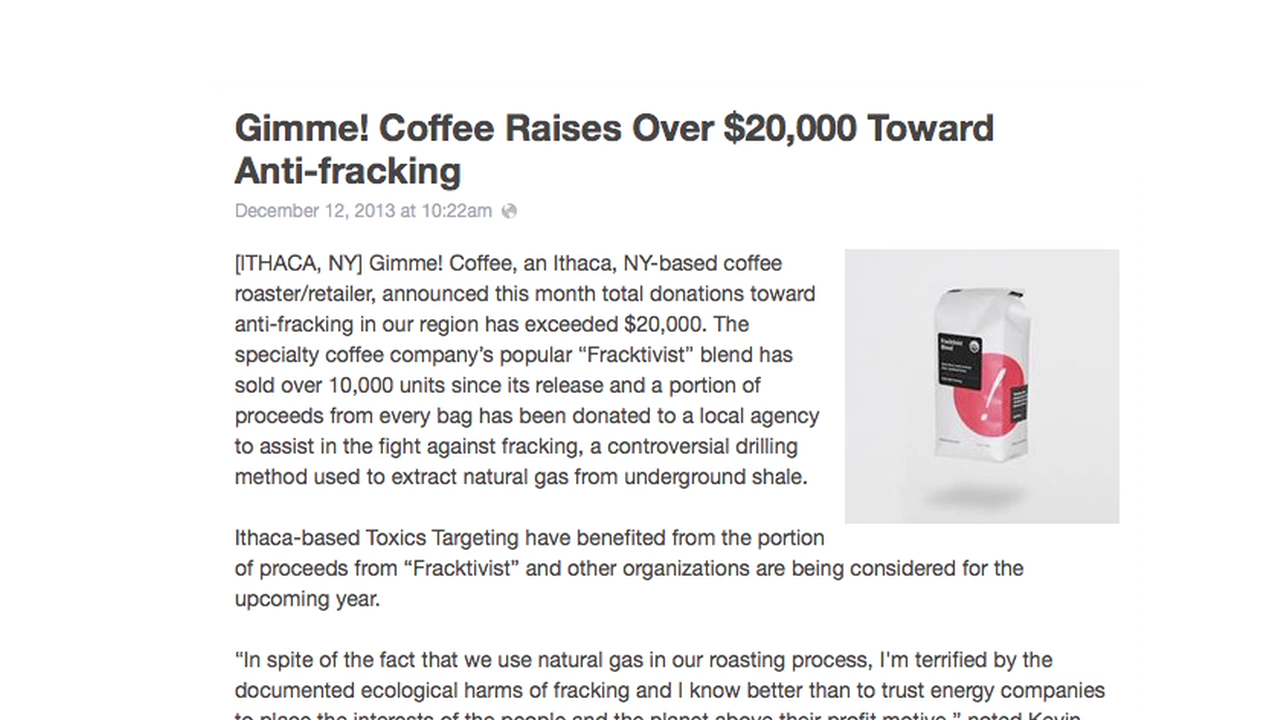 Gimme! Coffee Raises Over $20,000 Toward
Anti-fracking
December 12, 2013 at 10:22am
[ITHACA, NY] Gimme! Coffee, an Ithaca, NY-based coffee
roaster/retailer, announced this month total donations toward
anti-fracking in our region has exceeded $20,000. The
specialty coffee company’s popular “Fracktivist” blend has
sold over 10,000 units since its release and a portion of
proceeds from every bag has been donated to a local agency
to assist in the fight against fracking, a controversial drilling
method used to extract natural gas from underground shale.
Fracktivist
Blend
Ithaca-based Toxics Targeting have benefited from the portion
of proceeds from “Fracktivist” and other organizations are being considered for the
upcoming year.
“In spite of the fact that we use natural gas in our roasting process, I'm terrified by the
documented ecological harms of fracking and I know better than to trust energy companies
to place the interests of the people and the planet above their profit motive,” noted Kevin